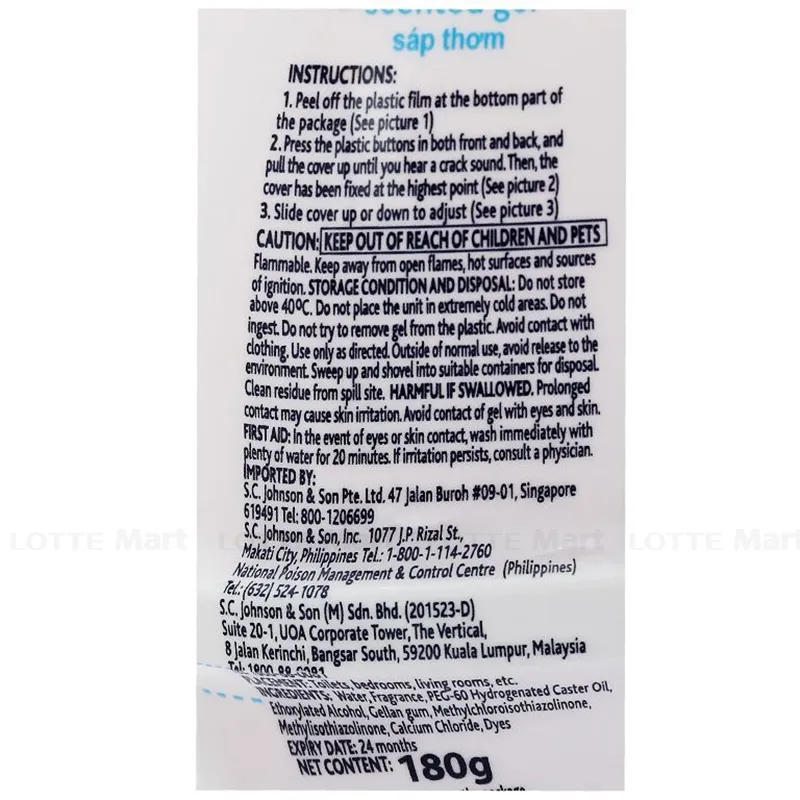 scented gel
sáp thơm
INSTRUCTIONS:
1. Peel off the plastic film at the bottom part of
the package (See picture 1)
2. Press the plastic buttons in both front and back, and
pull the cover up until you hear a crack sound. Then, the
cover has been fixed at the highest point (See picture 2)
3. Slide cover up or down to adjust (See picture 3)
CAUTION: KEEP OUT OF REACH OF CHILDREN AND PETS
Flammable. Keep away from open flames, hot surfaces and sources
of ignition. STORAGE CONDITION AND DISPOSAL: Do not store
above 40ºC. Do not place the unit in extremely cold areas. Do not
ingest. Do not try to remove gel from the plastic. Avoid contact with
clothing. Use only as directed. Outside of normal use, avoid release to the
environment. Sweep up and shovel into suitable containers for disposal.
Clean residue from spill site. HARMFUL IF SWALLOWED. Prolonged
contact may cause skin irritation. Avoid contact of gel with eyes and skin.
FIRST AID: In the event of eyes or skin contact, wash immediately with
plenty of water for 20 minutes. If irritation persists, consult a physician.
IMPORTED BY:
S.C. Johnson & Son Pte. Ltd. 47 Jalan Buroh #09-01, Singapore
619491 Tel: 800-1206699
S.C. Johnson & Son, Inc. 1077 J.P. Rizal St.,
LOTTE Mart LOTTE Mart LOTTE Mart
Makati City, Philippines Tel.: 1-800-1-114-2760
National Poison Management & Control Centre (Philippines)
Tel.: (632) 524-1078
S.C. Johnson & Son (M) Sdn. Bhd. (201523-D)
Suite 20-1, UOA Corporate Tower, The Vertical,
8 Jalan Kerinchi, Bangsar South, 59200 Kuala Lumpur, Malaysia
Tel: 1800-88-0081
PLACEMENT: Toilets, bedrooms, living rooms, etc.
INGREDIENTS: Water, Fragrance, PEG-60 Hydrogenated Caster Oil,
Ethoxylated Alcohol, Gellan gum, Methylchloroisothiazolinone,
Methylisothiazolinone, Calcium Chloride, Dyes
EXPIRY DATE: 24 months
NET CONTENT: 180g